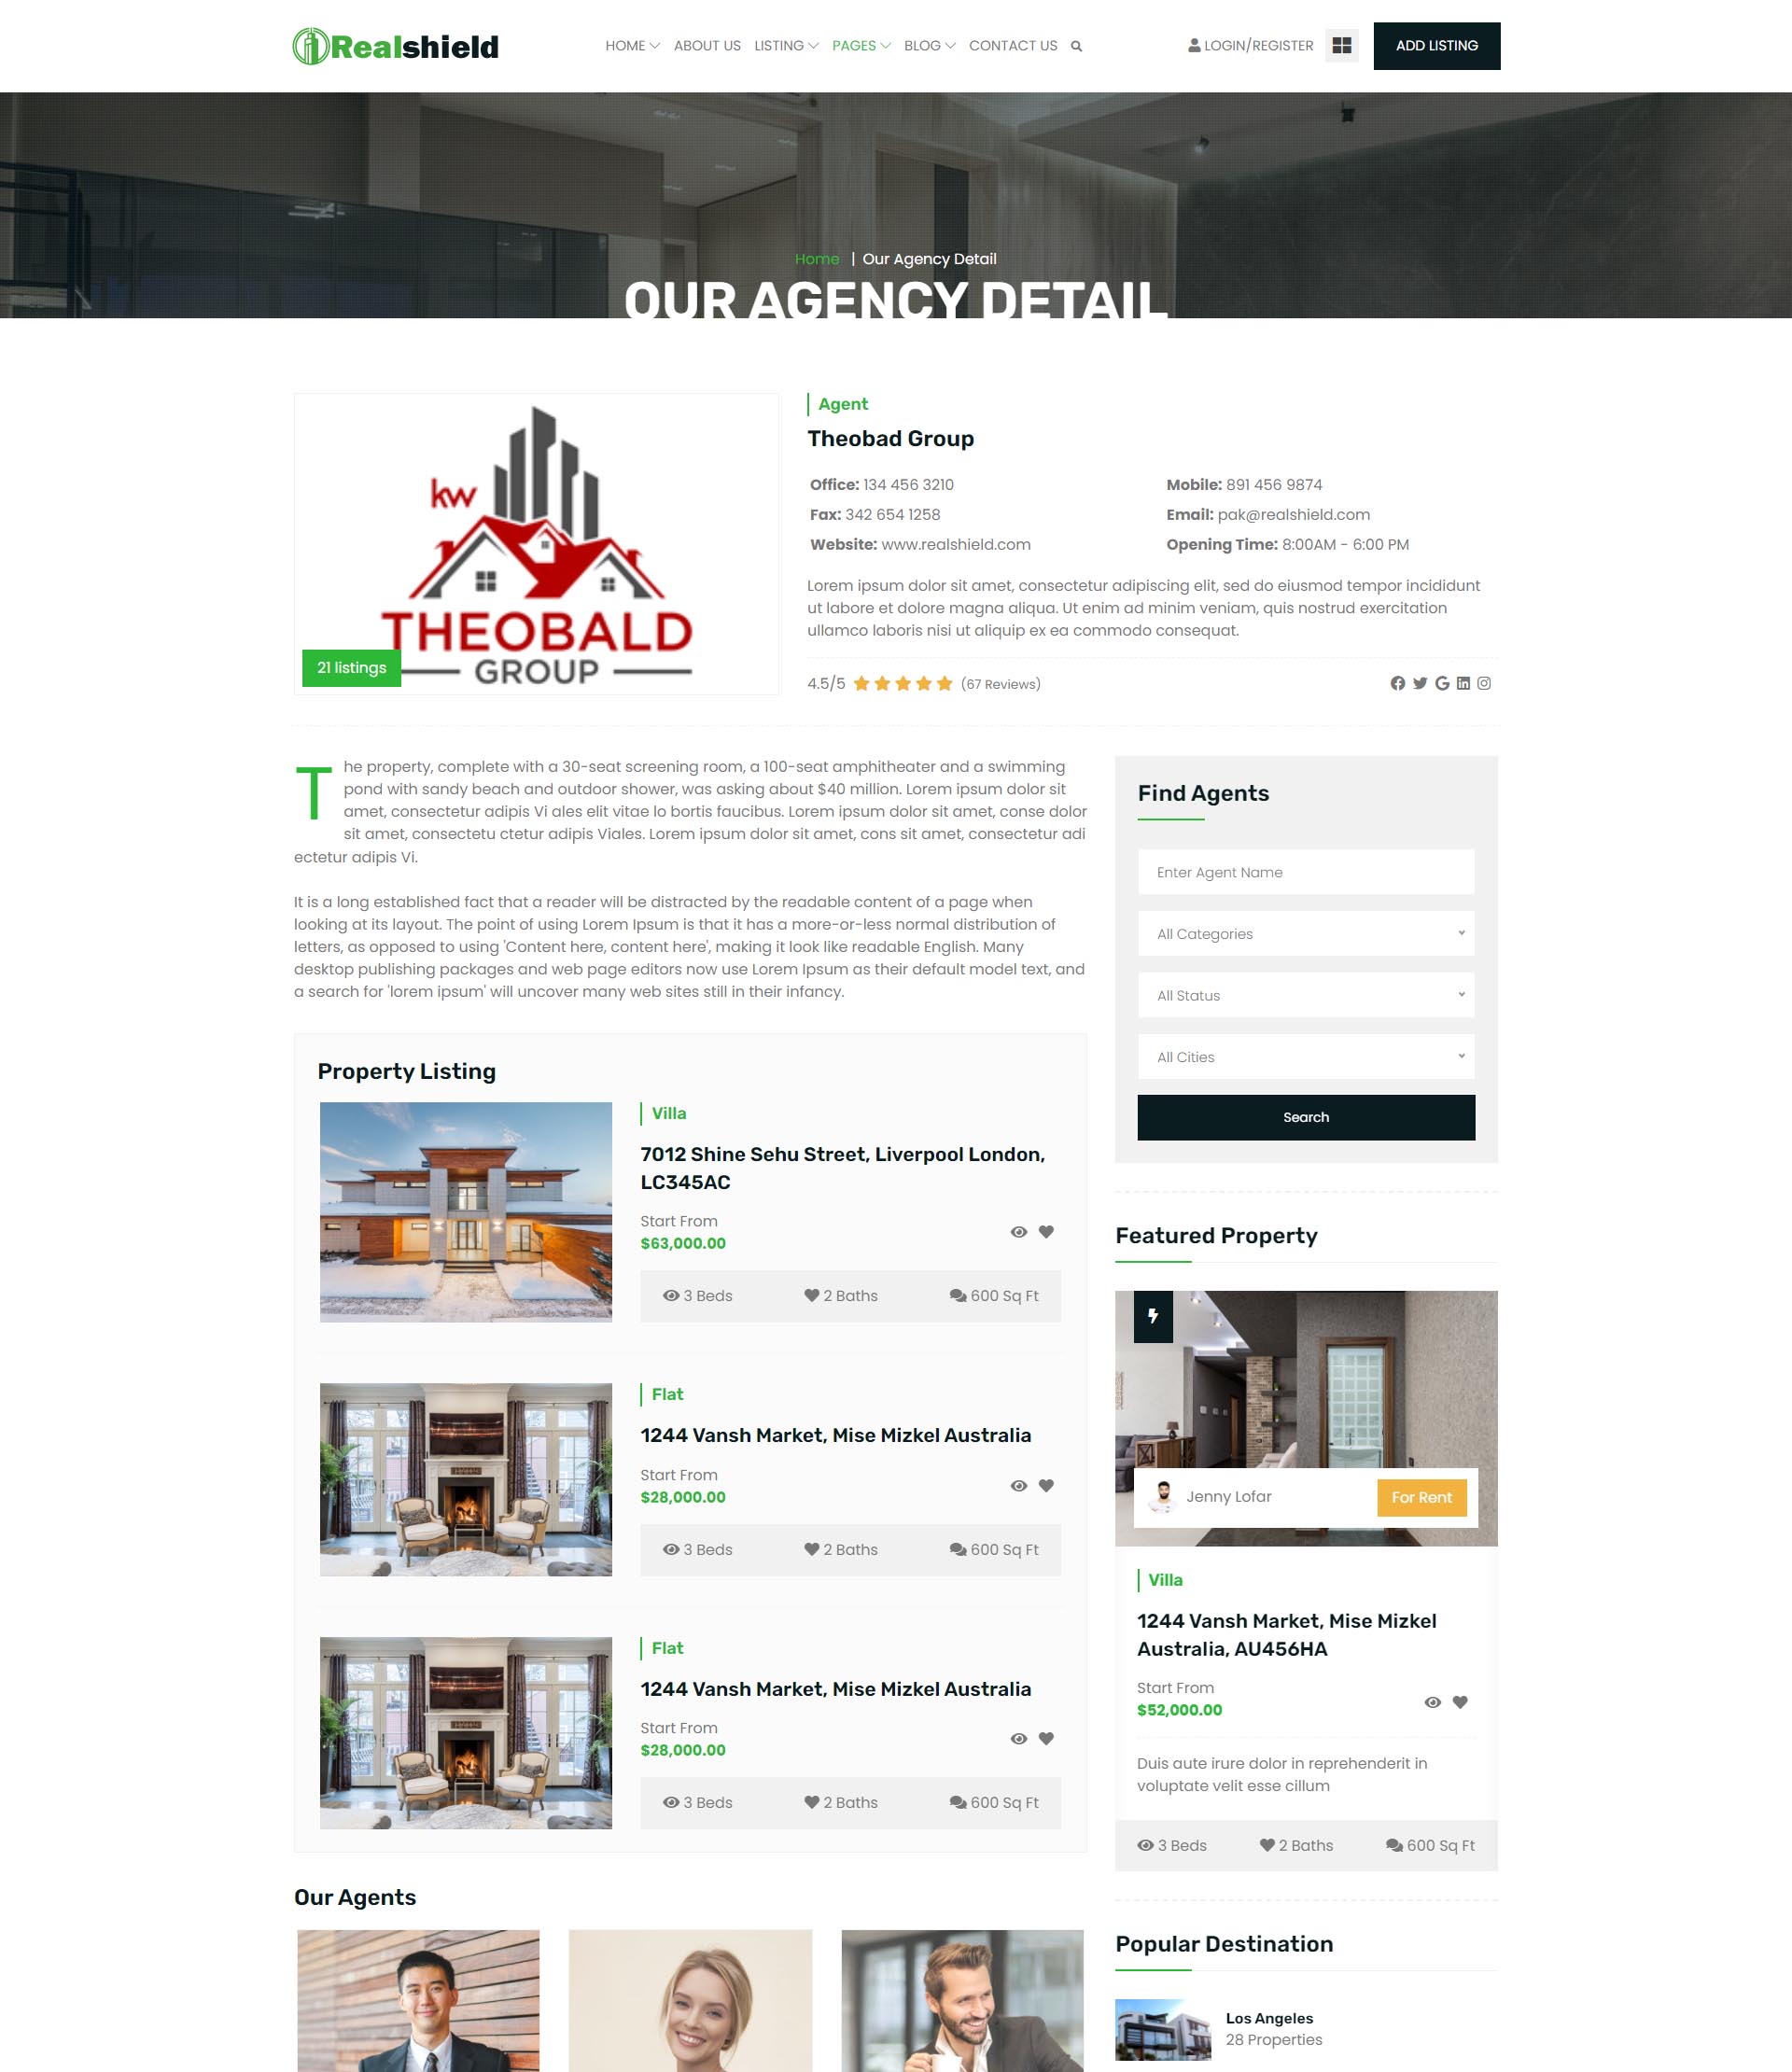 Realshield
HOME ABOUT US LISTING PAGES BLOG CONTACT US
LOGIN/REGISTER
ADD LISTING
Home | Our Agency Detail
OUR AGENCY DETAIL
kw
THEOBALD
GROUP
21 listings
Agent
Theobad Group
Office: 134 456 3210
Mobile: 891 456 9874
Fax: 342 654 1258
Email: pak@realshield.com
Website: www.realshield.com
Opening Time: 8:00AM - 6:00 PM
Lorem ipsum dolor sit amet, consectetur adipiscing elit, sed do eiusmod tempor incididunt
ut labore et dolore magna aliqua. Ut enim ad minim veniam, quis nostrud exercitation
ullamco laboris nisi ut aliquip ex ea commodo consequat.
4.5/5 (67 Reviews)
The property, complete with a 30-seat screening room, a 100-seat amphitheater and a swimming
pond with sandy beach and outdoor shower, was asking about $40 million. Lorem ipsum dolor sit
amet, consectetur adipis Vi ales elit vitae lo bortis faucibus. Lorem ipsum dolor sit amet, conse dolor
sit amet, consectetu ctetur adipis Viales. Lorem ipsum dolor sit amet, cons sit amet, consectetur adi
ectetur adipis Vi.
It is a long established fact that a reader will be distracted by the readable content of a page when
looking at its layout. The point of using Lorem Ipsum is that it has a more-or-less normal distribution of
letters, as opposed to using 'Content here, content here', making it look like readable English. Many
desktop publishing packages and web page editors now use Lorem Ipsum as their default model text, and
a search for 'lorem ipsum' will uncover many web sites still in their infancy.
Property Listing
Villa
7012 Shine Sehu Street, Liverpool London,
LC345AC
Start From
$63,000.00
3 Beds 2 Baths 600 Sq Ft
Flat
1244 Vansh Market, Mise Mizkel Australia
Start From
$28,000.00
3 Beds 2 Baths 600 Sq Ft
Flat
1244 Vansh Market, Mise Mizkel Australia
Start From
$28,000.00
3 Beds 2 Baths 600 Sq Ft
Our Agents
Find Agents
Enter Agent Name
All Categories
All Status
All Cities
Search
Featured Property
Jenny Lofar
For Rent
Villa
1244 Vansh Market, Mise Mizkel
Australia, AU456HA
Start From
$52,000.00
Duis aute irure dolor in reprehenderit in
voluptate velit esse cillum
3 Beds 2 Baths 600 Sq Ft
Popular Destination
Los Angeles
28 Properties